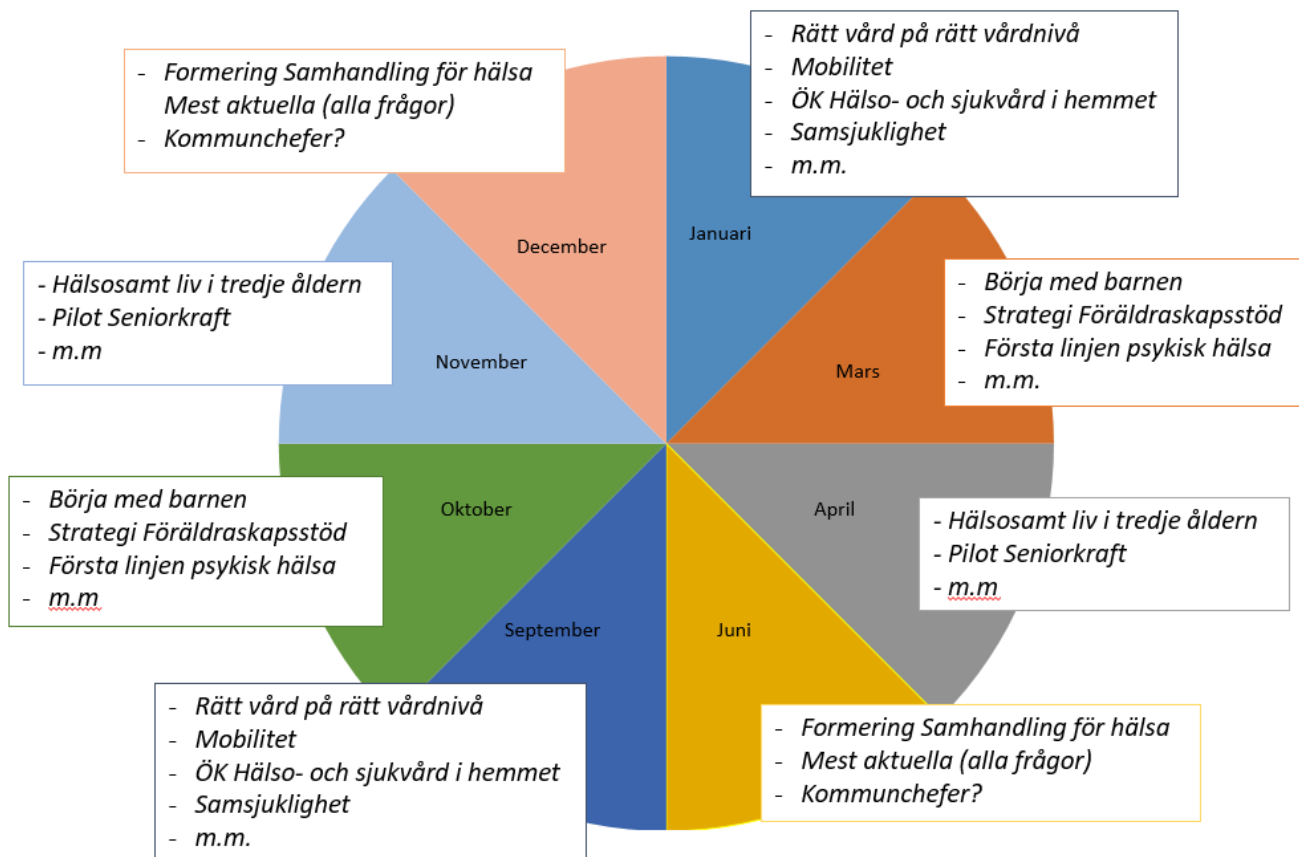 - Rätt vård på rätt vårdnivå
- Mobilitet
- ÖK Hälso- och sjukvård i hemmet
- Samsjuklighet
- m.m.
Januari
- Börja med barnen
- Strategi Föräldraskapsstöd
- Första linjen psykisk hälsa
- m.m.
Mars
- Hälsosamt liv i tredje åldern
- Pilot Seniorkraft
- m.m
April
- Formering Samhandling för hälsa
- Mest aktuella (alla frågor)
- Kommunchefer?
Juni
- Rätt vård på rätt vårdnivå
- Mobilitet
- ÖK Hälso- och sjukvård i hemmet
- Samsjuklighet
- m.m.
September
- Börja med barnen
- Strategi Föräldraskapsstöd
- Första linjen psykisk hälsa
- m.m
Oktober
- Hälsosamt liv i tredje åldern
- Pilot Seniorkraft
- m.m
November
- Formering Samhandling för hälsa
Mest aktuella (alla frågor)
- Kommunchefer?
December